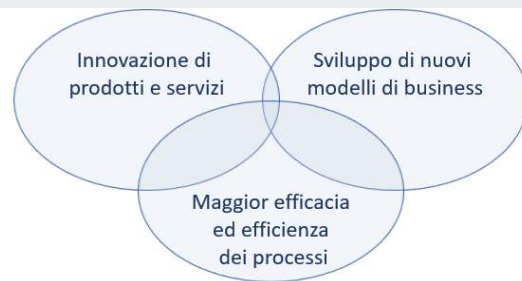 Innovazione di
prodotti e servizi
Sviluppo di nuovi
modelli di business
Maggior efficacia
ed efficienza
dei processi